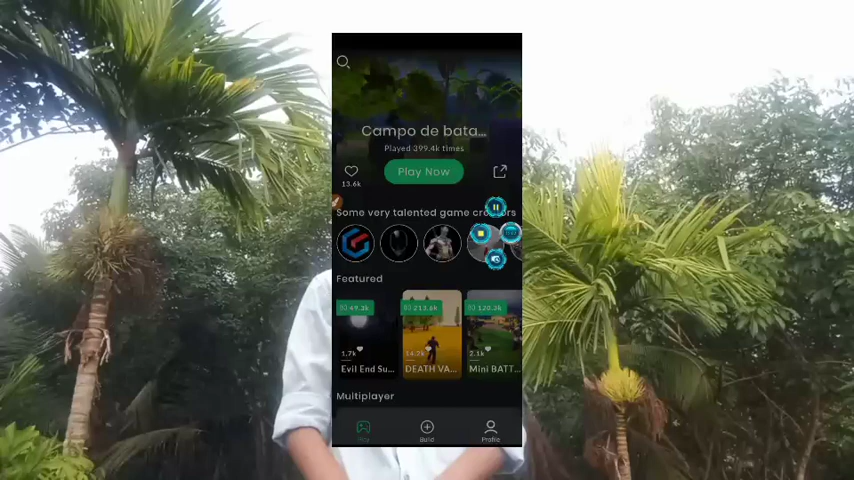 Campo de bata...
Played 399.4k times
Play Now
13.6k
Some very talented game creators
Featured
49.3k
213.6k
120.3k
1.7k
14.2k
2.1k
Evil End Su...
DEATH VA...
Mini BATT...
Multiplayer
Play
Build
Profile